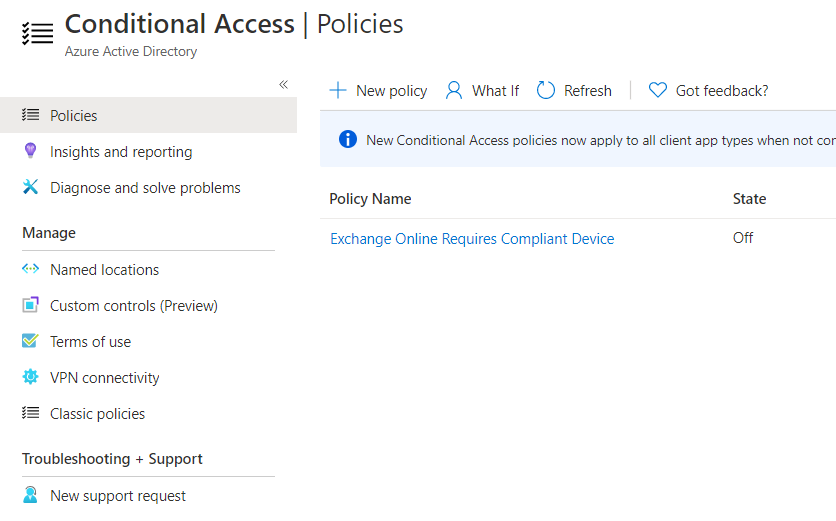 Conditional Access | Policies
Azure Active Directory
«
Policies
Insights and reporting
Diagnose and solve problems
Manage
Named locations
Custom controls (Preview)
Terms of use
VPN connectivity
Classic policies
Troubleshooting + Support
New support request
New policy What If Refresh Got feedback?
New Conditional Access policies now apply to all client app types when not
Policy Name State
Exchange Online Requires Compliant Device Off